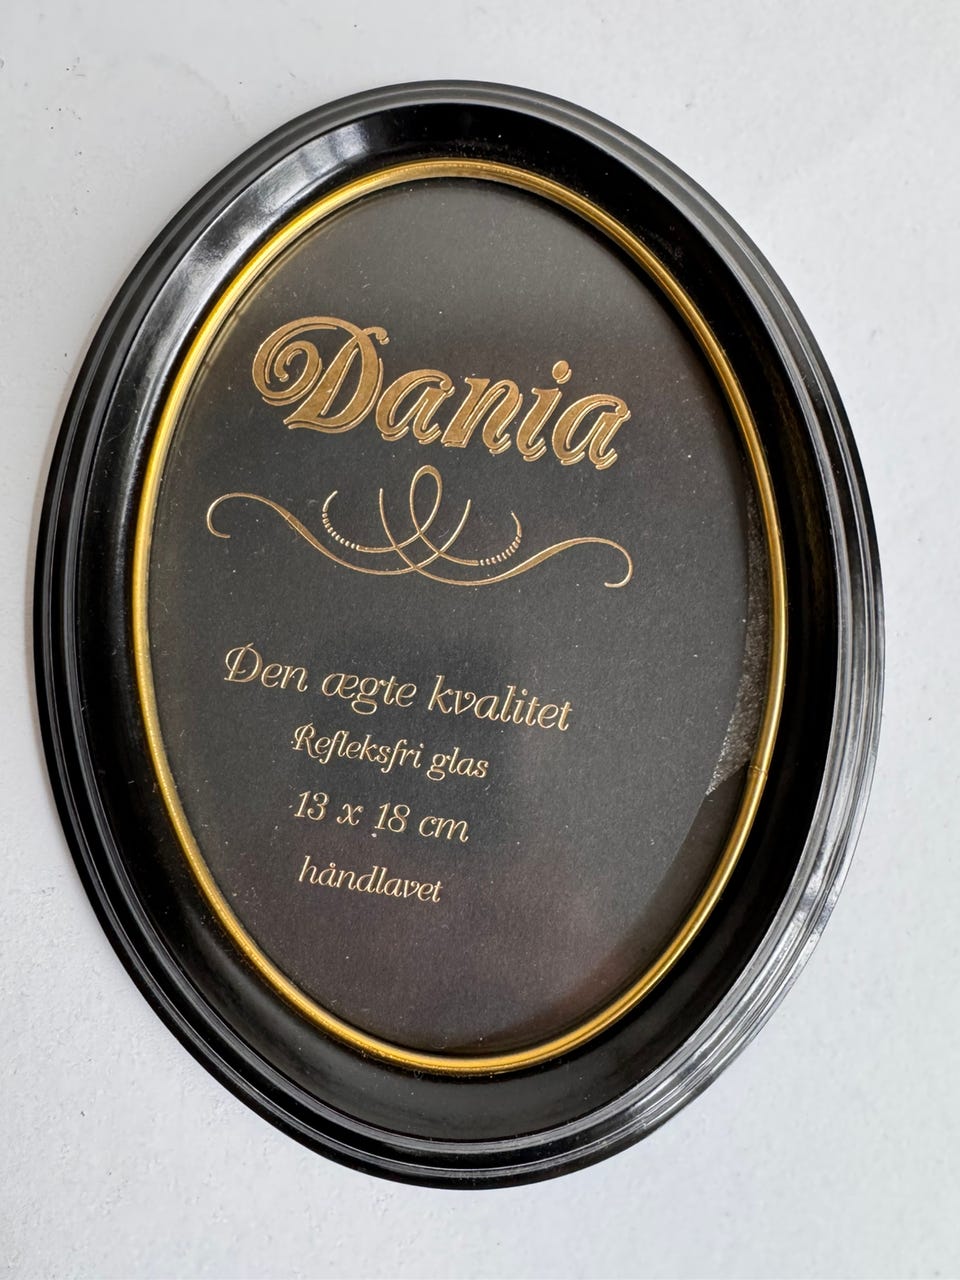 Dania
Den ægte kvalitet
Refleksfri glas
13 x 18 cm
håndlavet